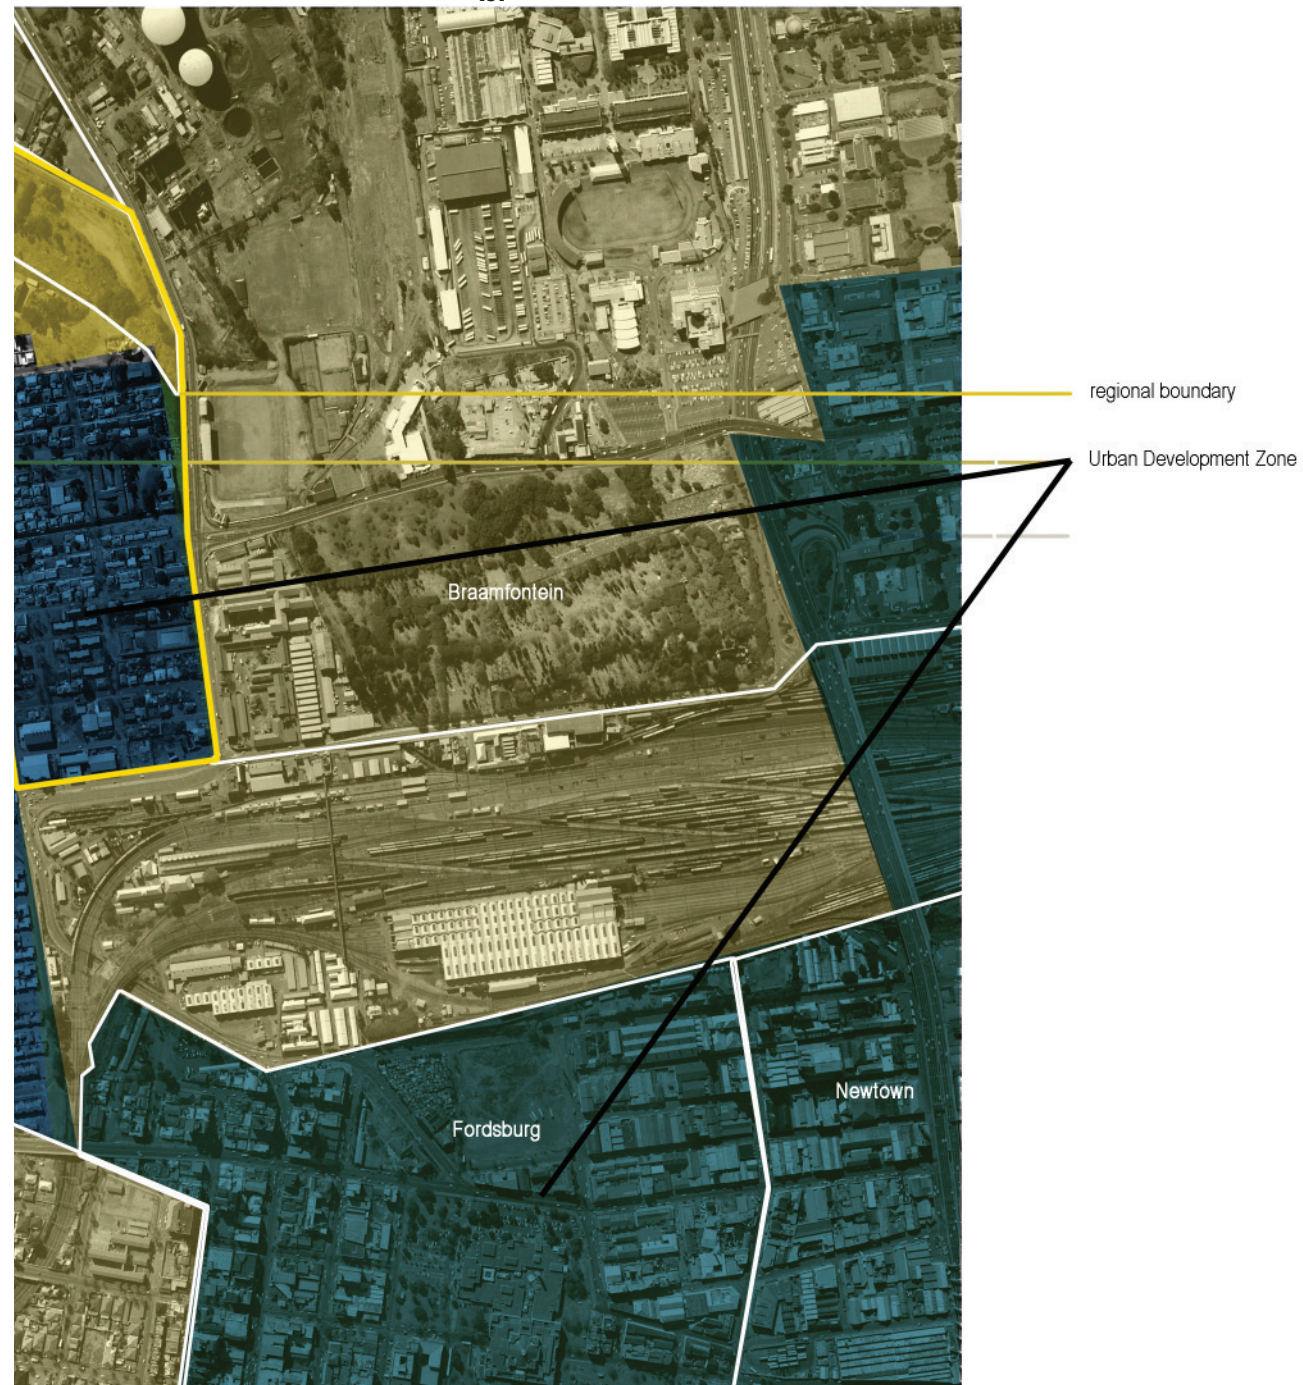 regional boundary
Urban Development Zone
Braamfontein
Newtown
Fordsburg